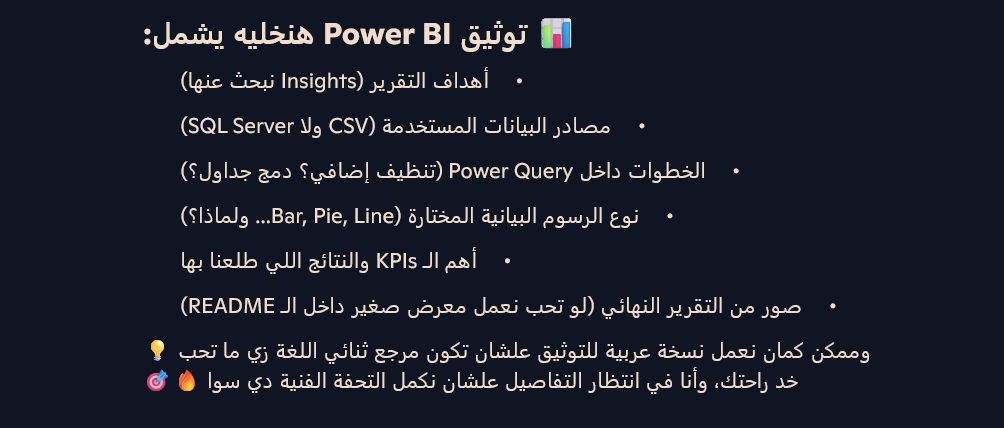 📊 توثيق Power BI هنخليه يشمل:
• أهداف التقرير (Insights نبحث عنها)
• مصادر البيانات المستخدمة (CSV ولا SQL Server)
• الخطوات داخل Power Query (تنظيف إضافي؟ دمج جداول؟)
• نوع الرسوم البيانية المختارة (Bar, Pie, Line... ولماذا؟)
• أهم الـ KPIs والنتائج اللي طلعنا بها
• صور من التقرير النهائي (لو تحب نعمل معرض صغير داخل الـ README)
وممكن كمان نعمل نسخة عربية للتوثيق علشان تكون مرجع ثنائي اللغة زي ما تحب 💡
خد راحتك، وأنا في انتظار التفاصيل علشان نكمل التحفة الفنية دي سوا 🔥🎯